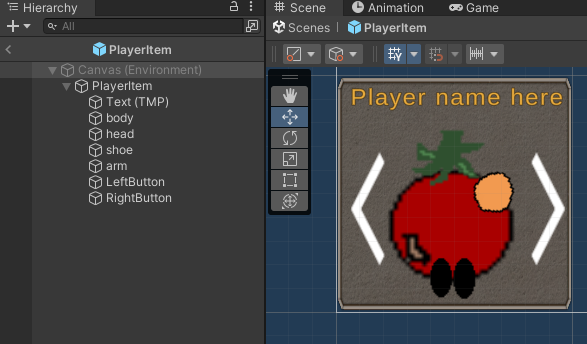 Hierarchy
All
PlayerItem
Canvas (Environment)
PlayerItem
Text (TMP)
body
head
shoe
arm
LeftButton
RightButton
Scene
Animation
Game
Scenes
PlayerItem
Player name here